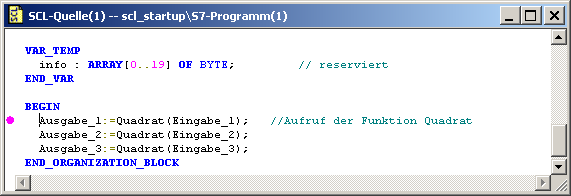 SCL-Quelle(1) -- scl_startup\S7-Programm(1)
VAR_TEMP
info : ARRAY[0..19] OF BYTE; // reserviert
END_VAR
BEGIN
Ausgabe_1:=Quadrat(Eingabe_1); //Aufruf der Funktion Quadrat
Ausgabe_2:=Quadrat(Eingabe_2);
Ausgabe_3:=Quadrat(Eingabe_3);
END_ORGANIZATION_BLOCK